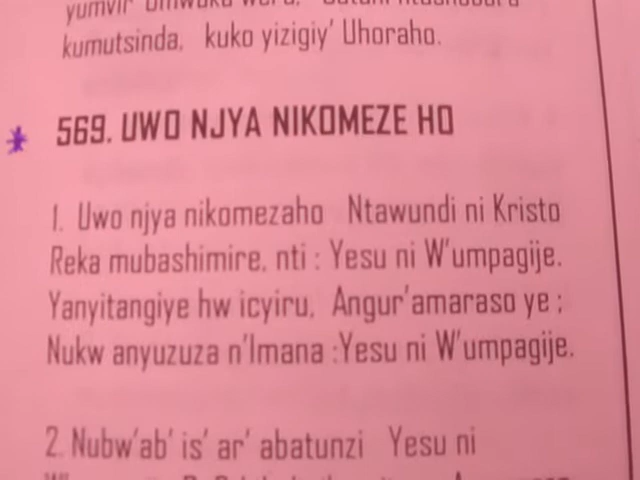 yumvir'
kumutsinda, kuko yizigiy' Uhoraho.
569. UWO NJYA NIKOMEZE HO
1. Uwo njya nikomezaho Ntawundi ni Kristo
Reka mubashimire, nti : Yesu ni W'umpagije.
Yanyitangiye hw icyiru, Angur'amaraso ye ;
Nukw anyuzuza n'Imana :Yesu ni W'umpagije.
2. Nubw'ab' is' ar' abatunzi Yesu ni